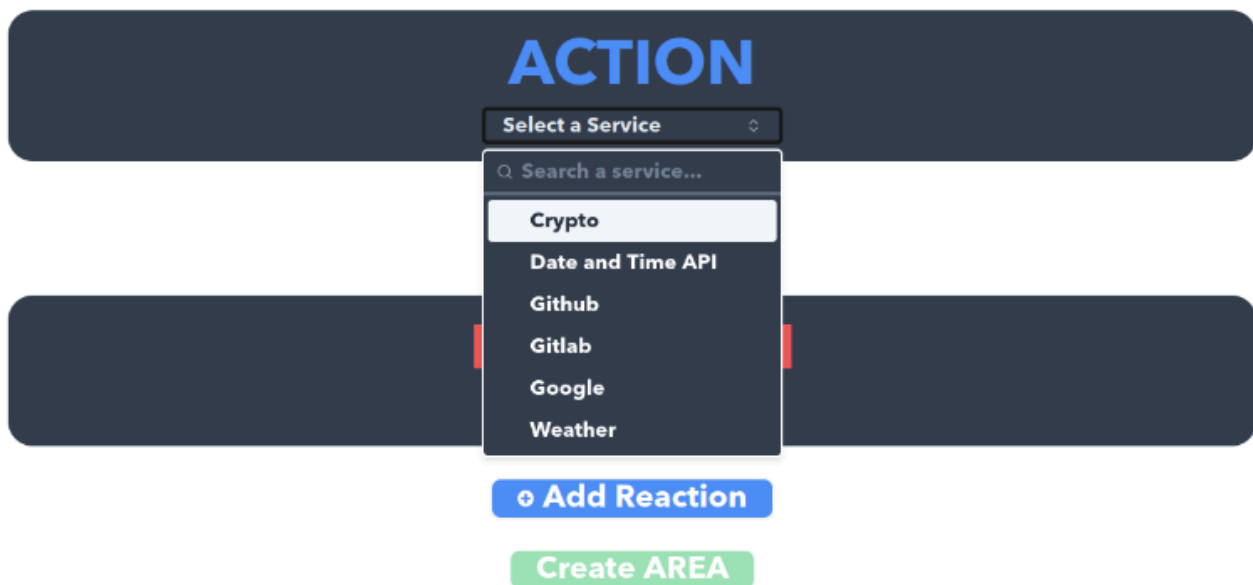 ACTION
Select a Service
Search a service...
Crypto
Date and Time API
Github
Gitlab
Google
Weather
Add Reaction
Create AREA